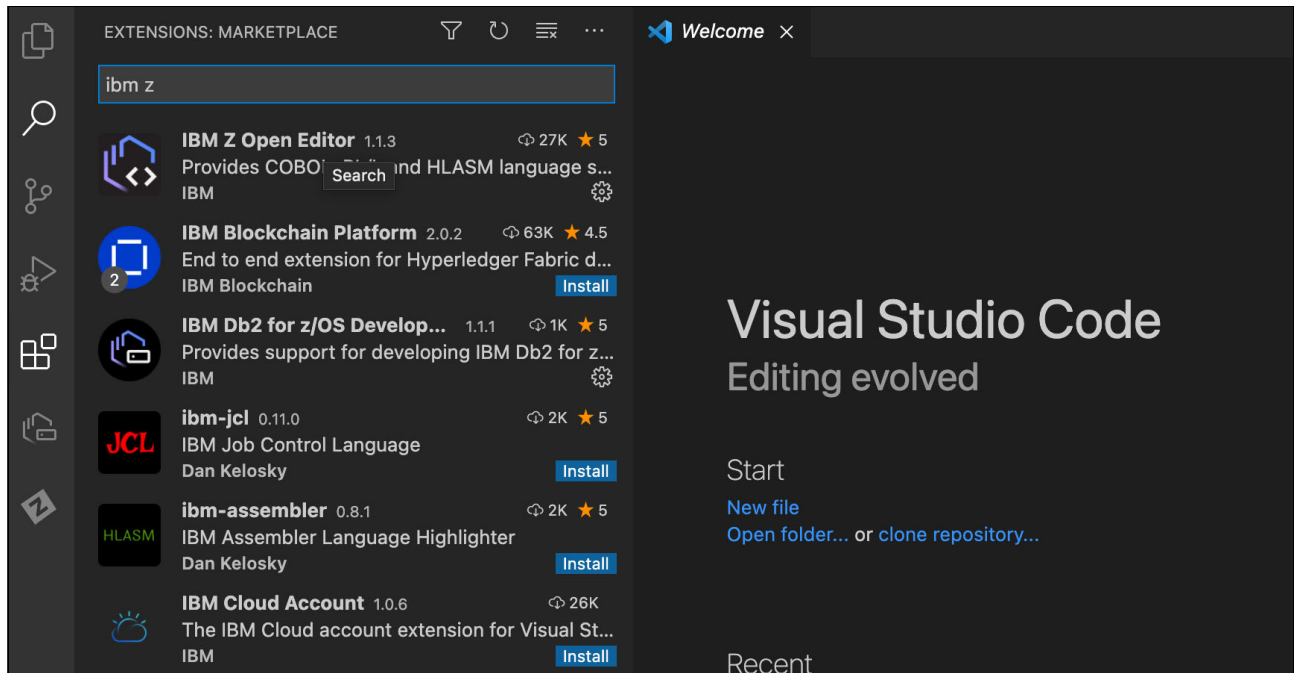 EXTENSIONS: MARKETPLACE
Welcome
ibm z
IBM Z Open Editor 1.1.3 27K 5
Provides and HLASM language s...
Search
IBM
IBM Blockchain Platform 2.0.2 63K 4.5
End to end extension for Hyperledger Fabric d...
2
IBM Blockchain Install
IBM Db2 for z/OS Develop... 1.1.1 1K 5
Provides support for developing IBM Db2 for z...
IBM
JCL
ibm-jcl 0.11.0 2K 5
IBM Job Control Language
Dan Kelosky Install
HLASM
ibm-assembler 0.8.1 2K 5
IBM Assembler Language Highlighter
Dan Kelosky Install
IBM Cloud Account 1.0.6 26K
The IBM Cloud account extension for Visual St...
IBM Install
Z
Visual Studio Code
Editing evolved
Start
New file
Open folder... or clone repository...
Recent